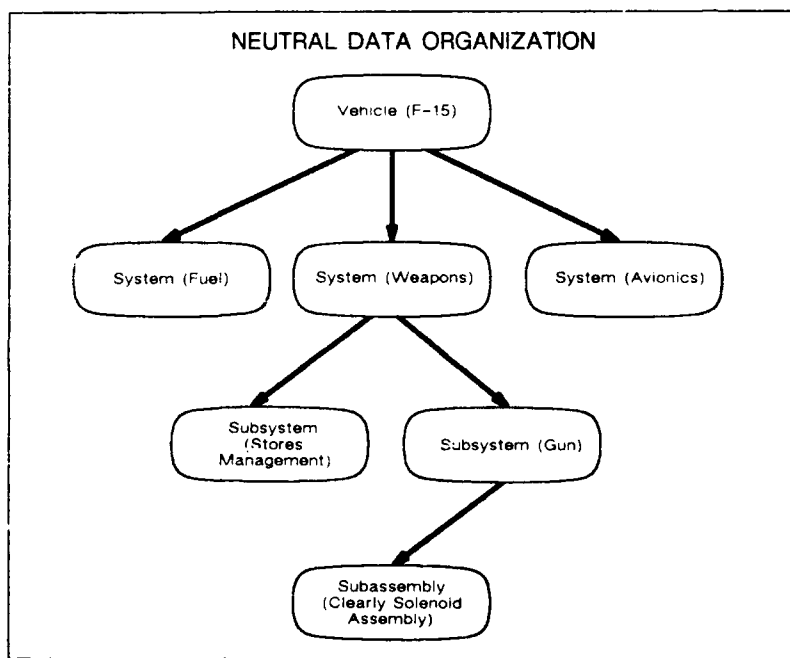 NEUTRAL DATA ORGANIZATION
Vehicle (F-15)
System (Fuel)
System (Weapons)
System (Avionics)
Subsystem
(Stores
Management)
Subsystem (Gun)
Subassembly
(Clearly Solenoid
Assembly)